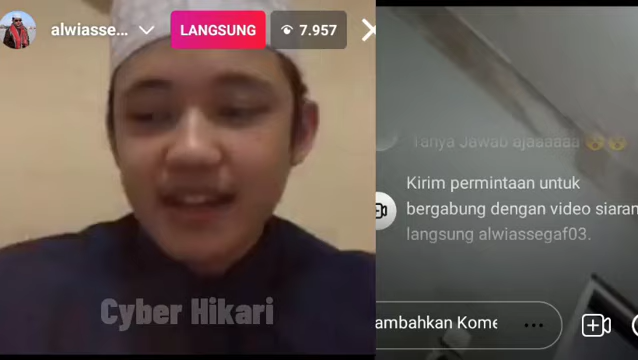 alwiasse...
LANGSUNG
7.957
Cyber Hikari
Tanya Jawab ajaaaaaa 😗😗
Kirim permintaan untuk
bergabung dengan video siaran
langsung alwiassegaf03.
ambahkan Kome